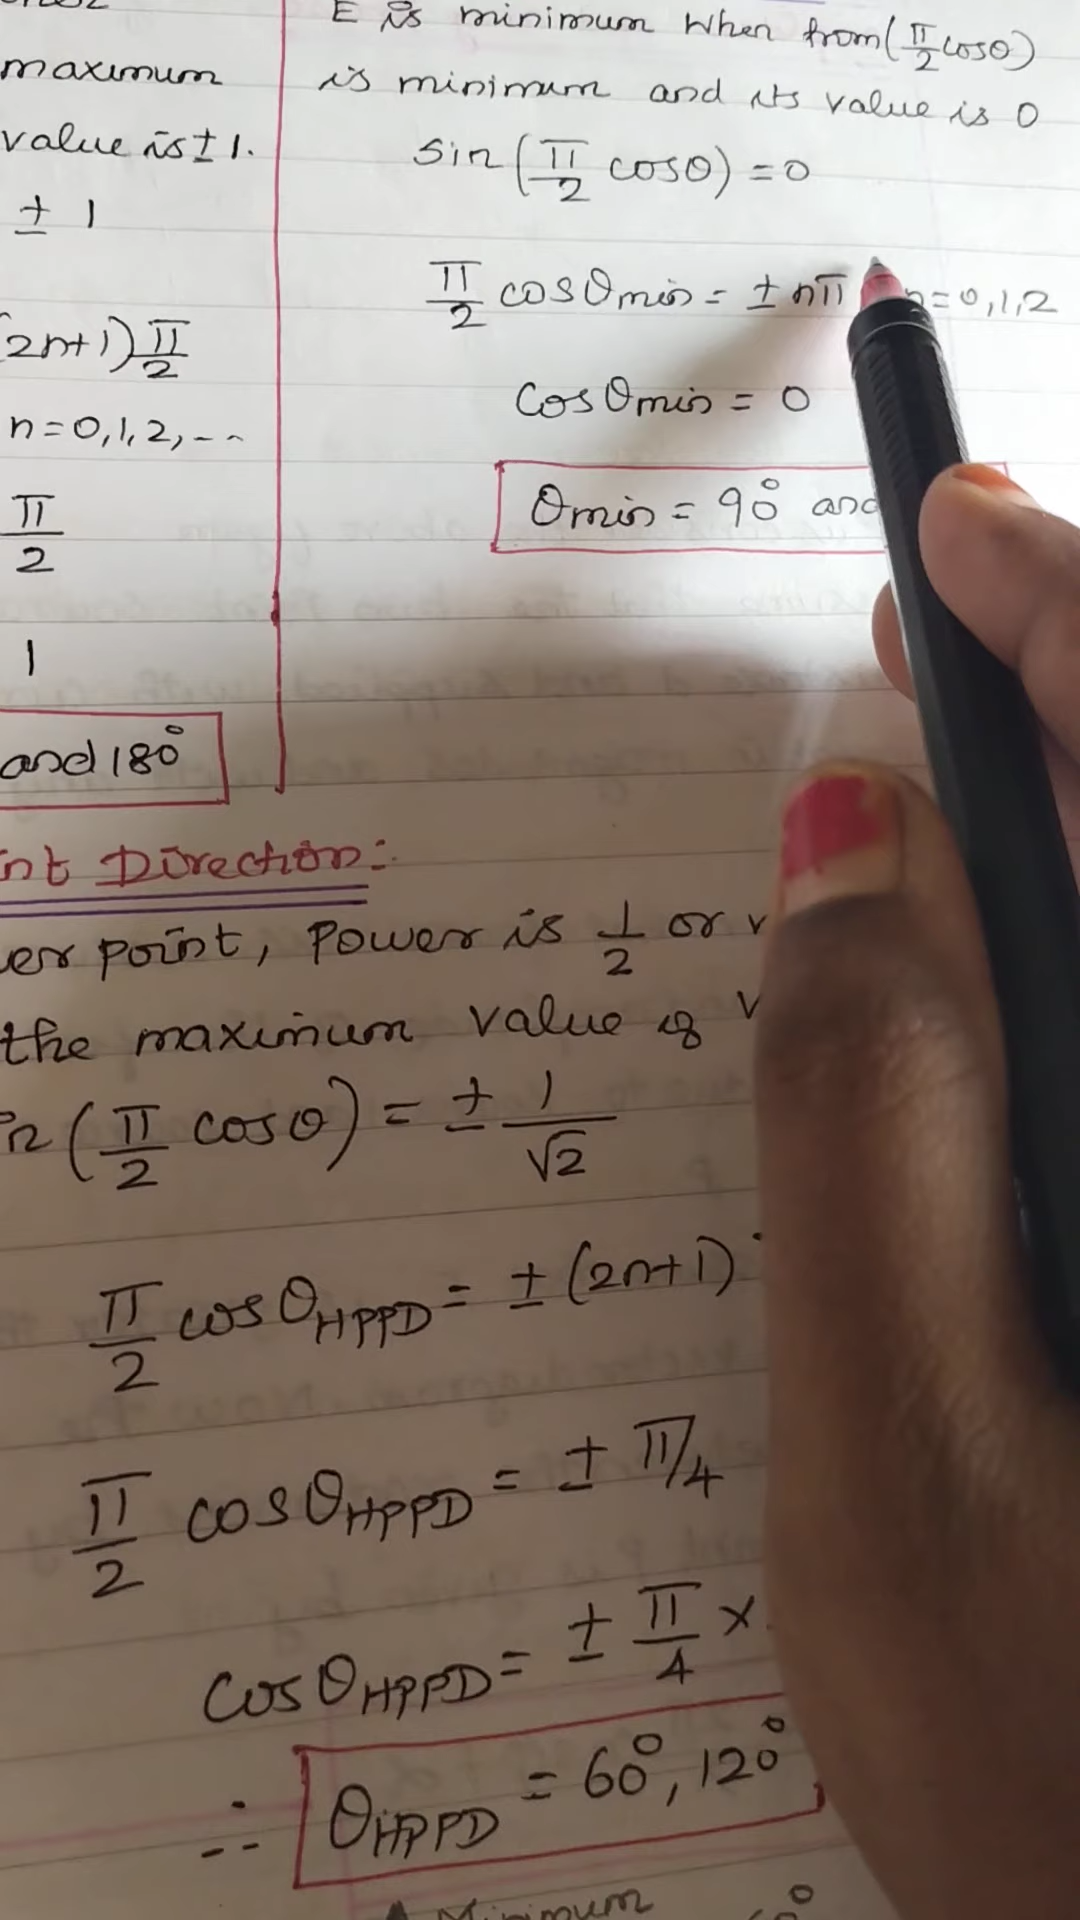 maximum
value is ± 1.
± 1
(2n+1) π/2
n = 0, 1, 2, --
π/2
1
and 180°
E is minimum when from (π/2 cosθ)
is minimum and its value is 0
sin (π/2 cosθ) = 0
π/2 cosθmin = ± nπ n = 0, 1, 2
cosθmin = 0
θmin = 90° and
nt Direction:-
er point, Power is 1/2 or
the maximum value of v
(π/2 cosθ) = ± 1/√2
π/2 cosθHPPD = ± (2n+1)
π/2 cosθHPPD = ± π/4
cosθHPPD = ± π/4 ×
∴ θHPPD = 60°, 120°
Minimum